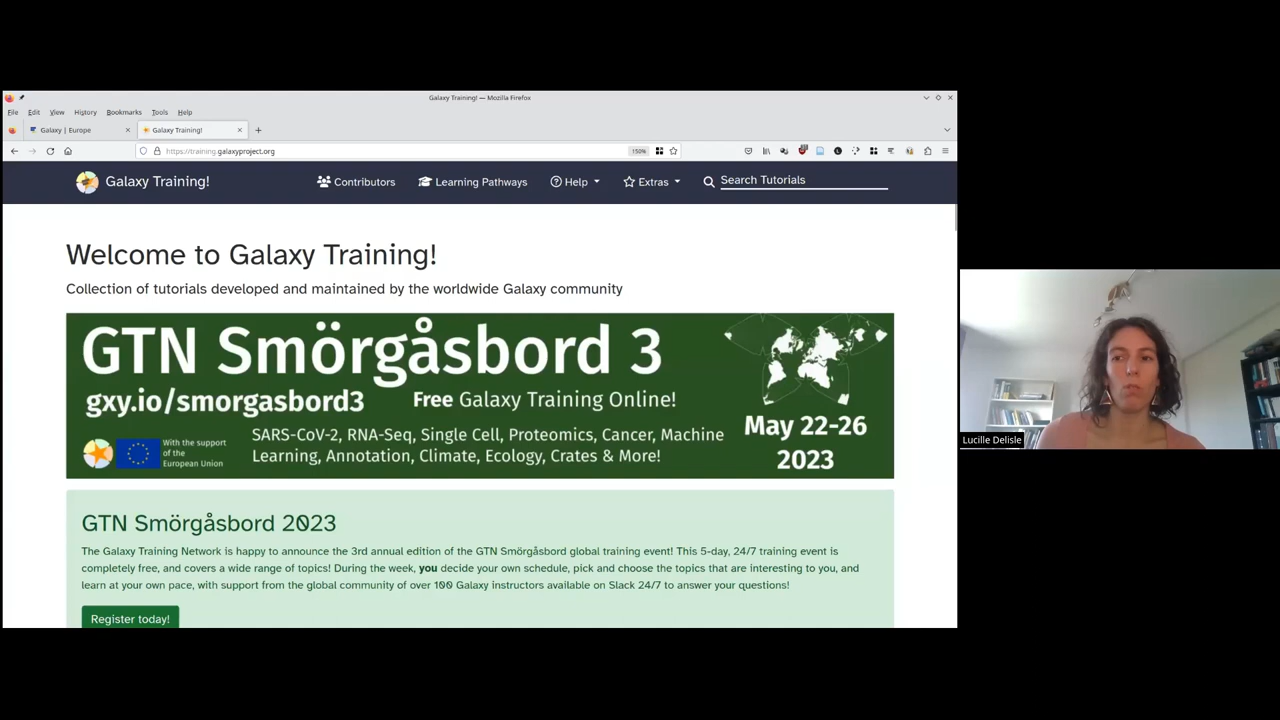 Galaxy Training! — Mozilla Firefox
File Edit View History Bookmarks Tools Help
Galaxy | Europe Galaxy Training!
https://training.galaxyproject.org 150%
Galaxy Training! Contributors Learning Pathways Help Extras Search Tutorials
Welcome to Galaxy Training!
Collection of tutorials developed and maintained by the worldwide Galaxy community
GTN Smörgåsbord 3
gxy.io/smorgasbord3 Free Galaxy Training Online!
With the support
of the
European Union
SARS-CoV-2, RNA-Seq, Single Cell, Proteomics, Cancer, Machine
Learning, Annotation, Climate, Ecology, Crates & More!
May 22-26
2023
GTN Smörgåsbord 2023
The Galaxy Training Network is happy to announce the 3rd annual edition of the GTN Smörgåsbord global training event! This 5-day, 24/7 training event is
completely free, and covers a wide range of topics! During the week, you decide your own schedule, pick and choose the topics that are interesting to you, and
learn at your own pace, with support from the global community of over 100 Galaxy instructors available on Slack 24/7 to answer your questions!
Register today!
Lucille Delisle